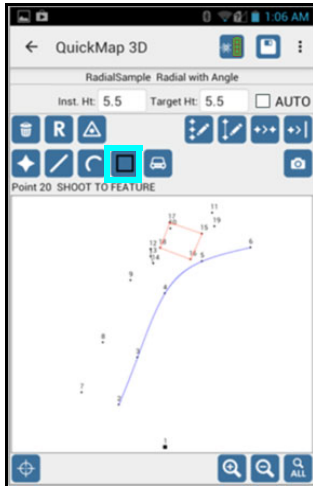 1:06 AM
QuickMap 3D
RadialSample Radial with Angle
Inst. Ht: 5.5 Target Ht: 5.5 AUTO
R
Point 20 SHOOT TO FEATURE
11
17
19
15
12 18 6
13
14 16 5
9
4
8
3
7
2
1
ALL